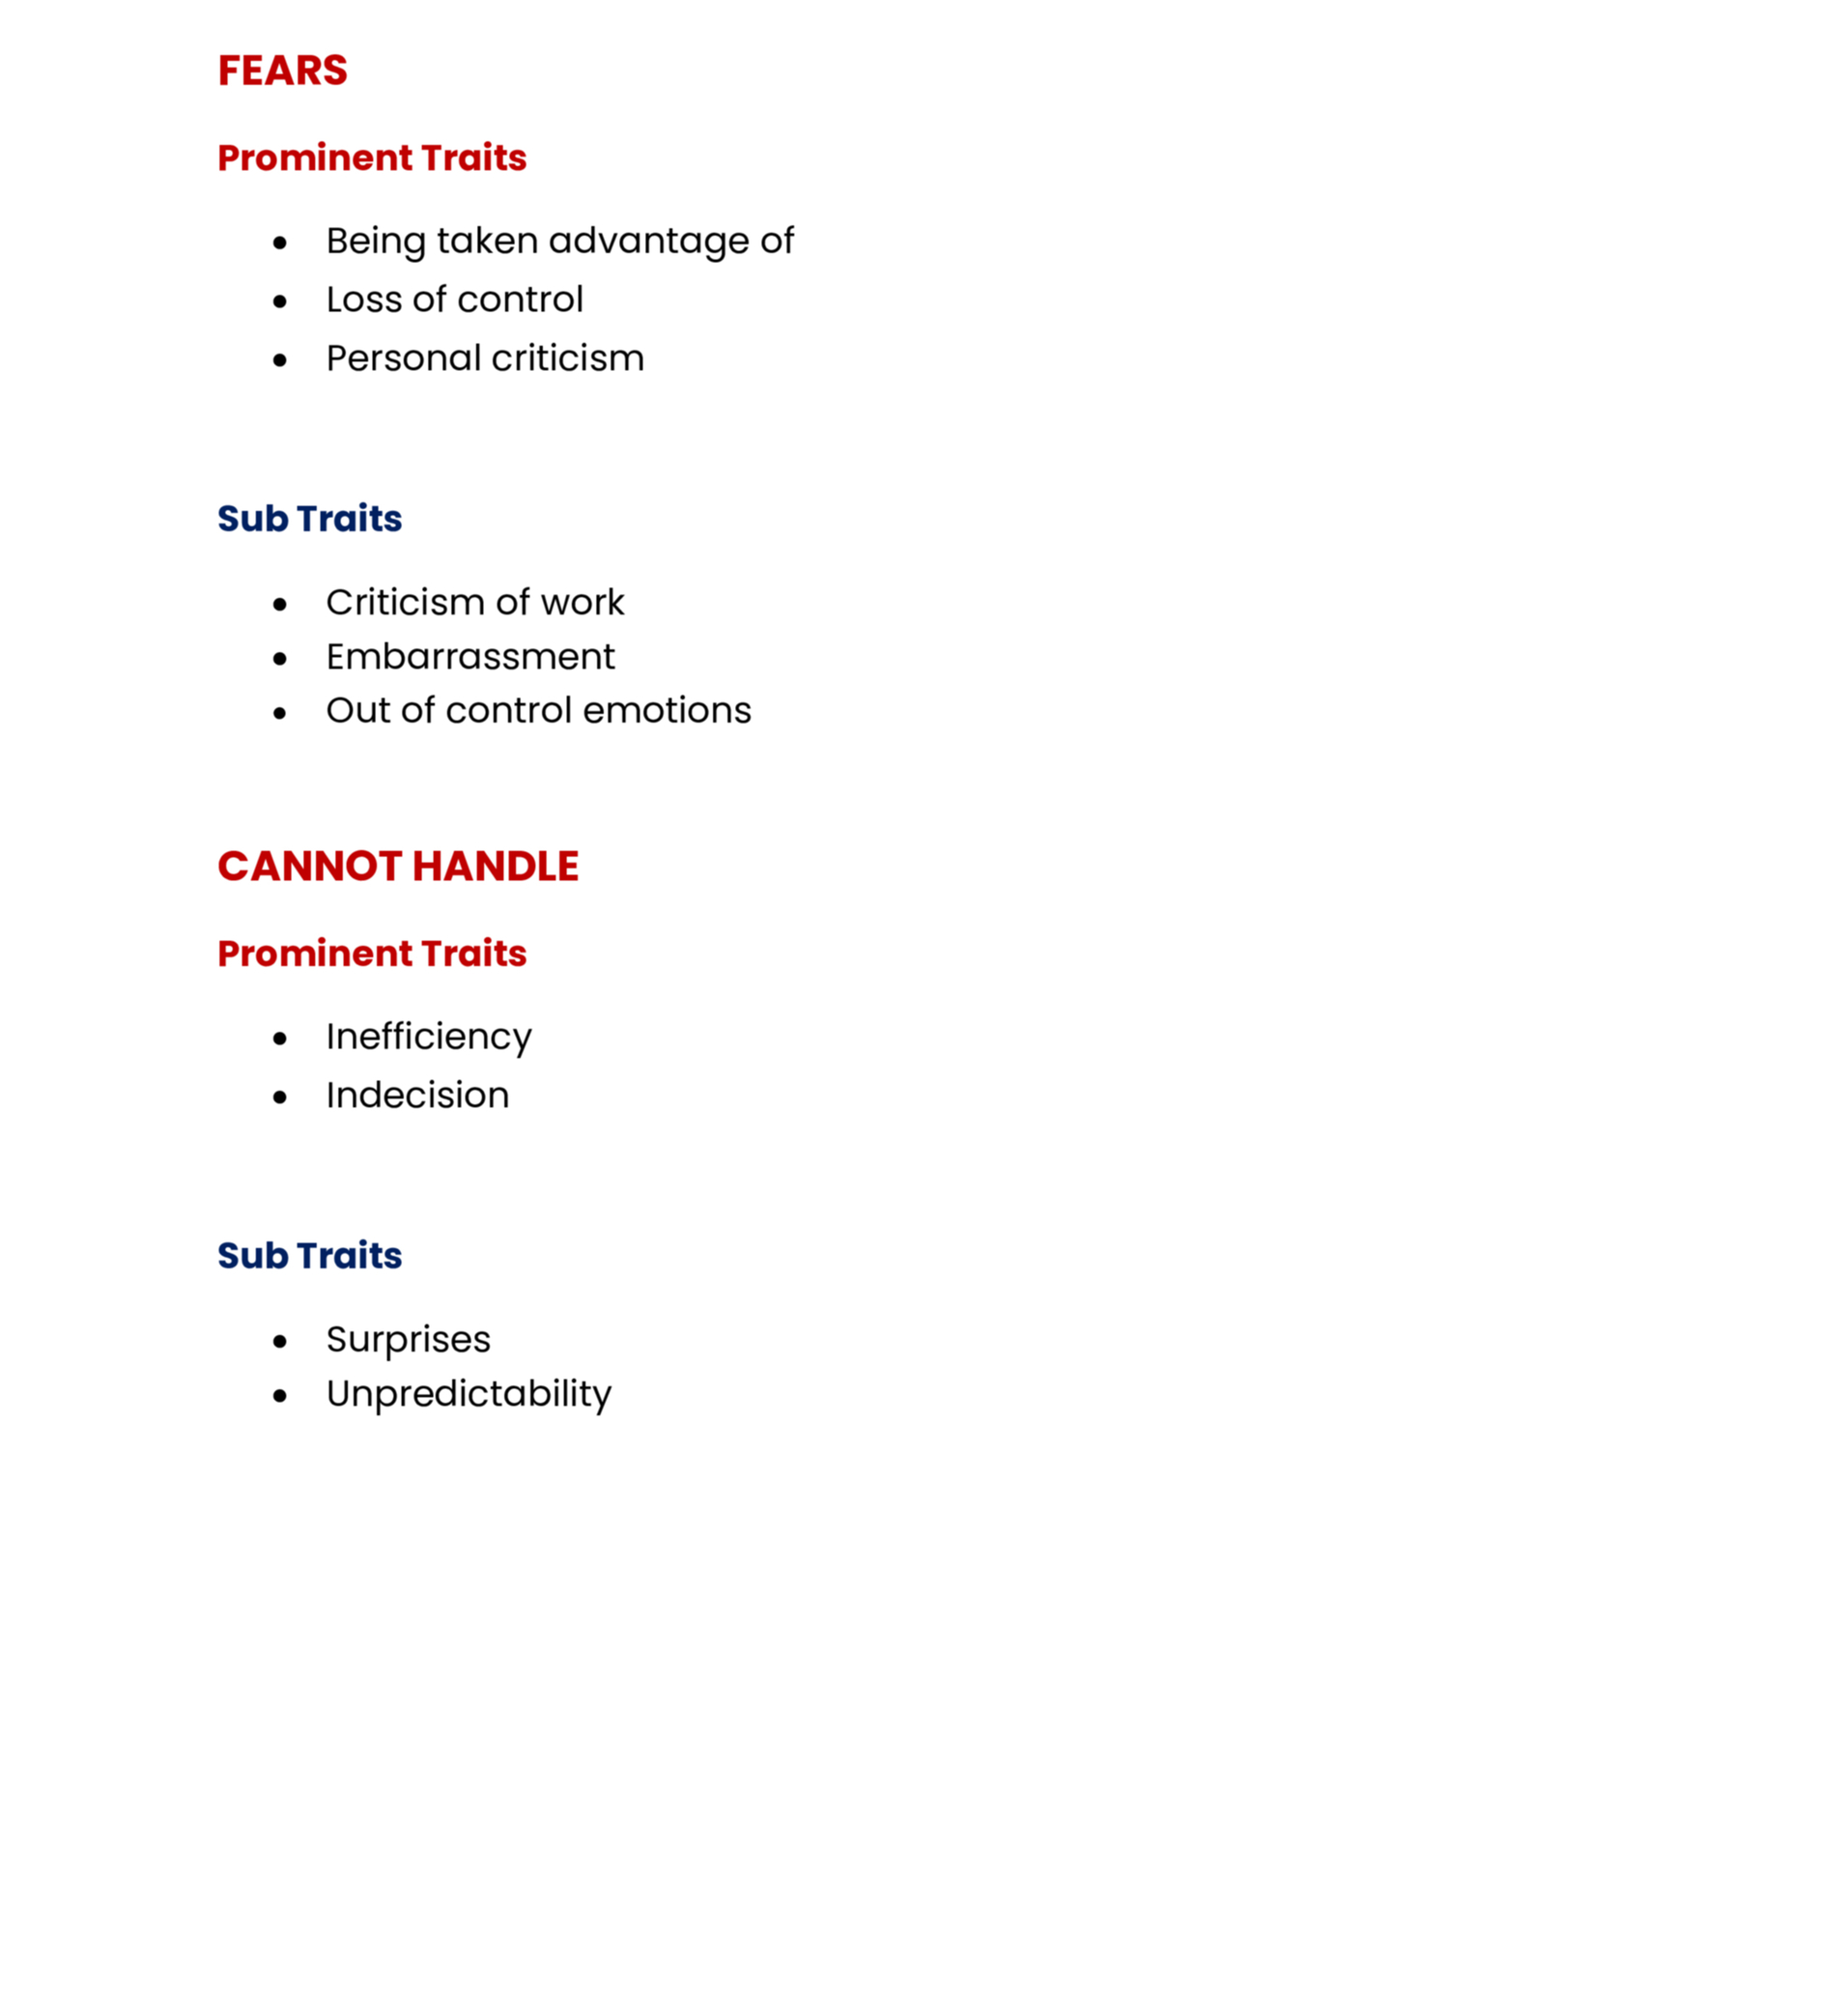 FEARS
Prominent Traits
● Being taken advantage of
● Loss of control
● Personal criticism
Sub Traits
● Criticism of work
● Embarrassment
● Out of control emotions
CANNOT HANDLE
Prominent Traits
● Inefficiency
● Indecision
Sub Traits
● Surprises
● Unpredictability